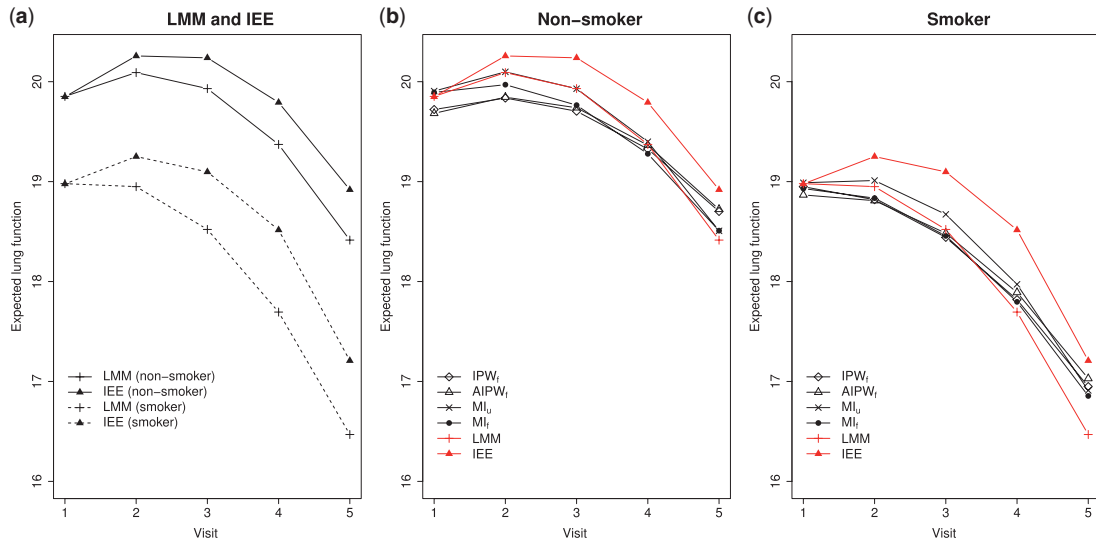 (a) LMM and IEE
Expected lung function
20
19
18
17
16
LMM (non−smoker)
IEE (non−smoker)
LMM (smoker)
IEE (smoker)
1 2 3 4 5
Visit
(b) Non−smoker
Expected lung function
20
19
18
17
16
IPWf
AIPWf
MIu
MIf
LMM
IEE
1 2 3 4 5
Visit
(c) Smoker
Expected lung function
20
19
18
17
16
IPWf
AIPWf
MIu
MIf
LMM
IEE
1 2 3 4 5
Visit